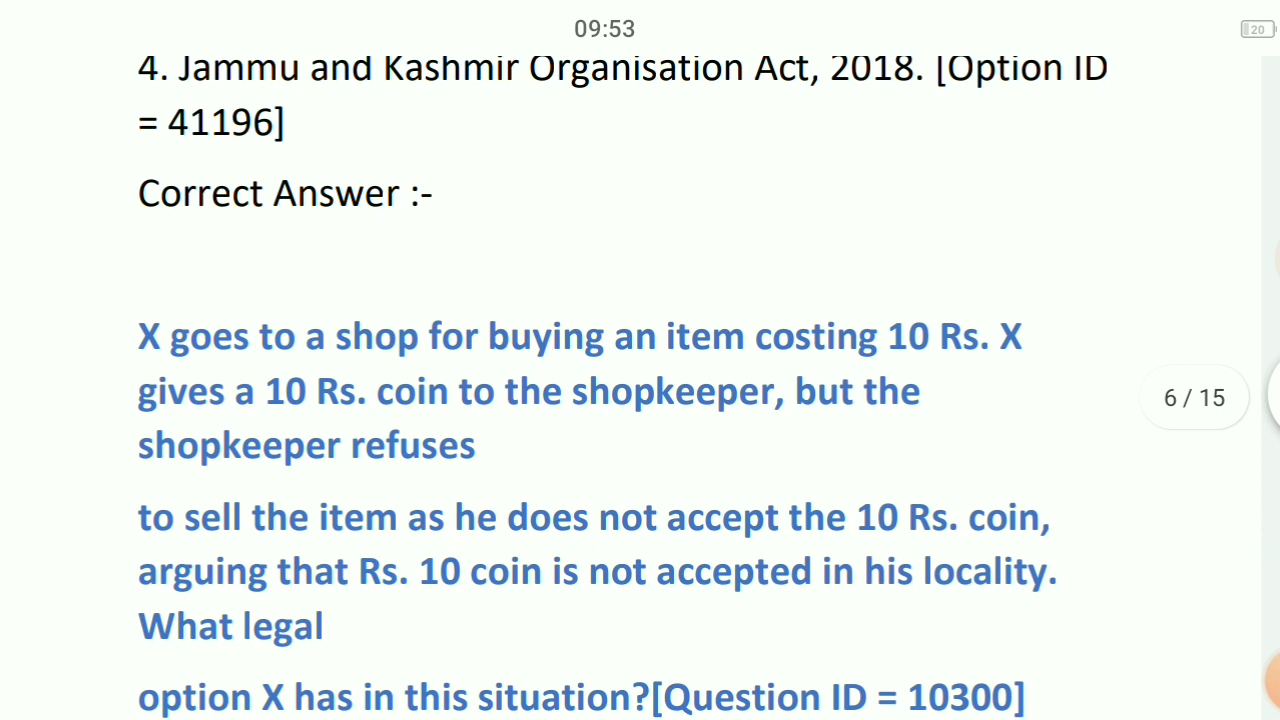 09:53
20
4. Jammu and Kashmir Organisation Act, 2018. [Option ID
= 41196]
Correct Answer :-
X goes to a shop for buying an item costing 10 Rs. X
gives a 10 Rs. coin to the shopkeeper, but the
shopkeeper refuses
6 / 15
to sell the item as he does not accept the 10 Rs. coin,
arguing that Rs. 10 coin is not accepted in his locality.
What legal
option X has in this situation?[Question ID = 10300]